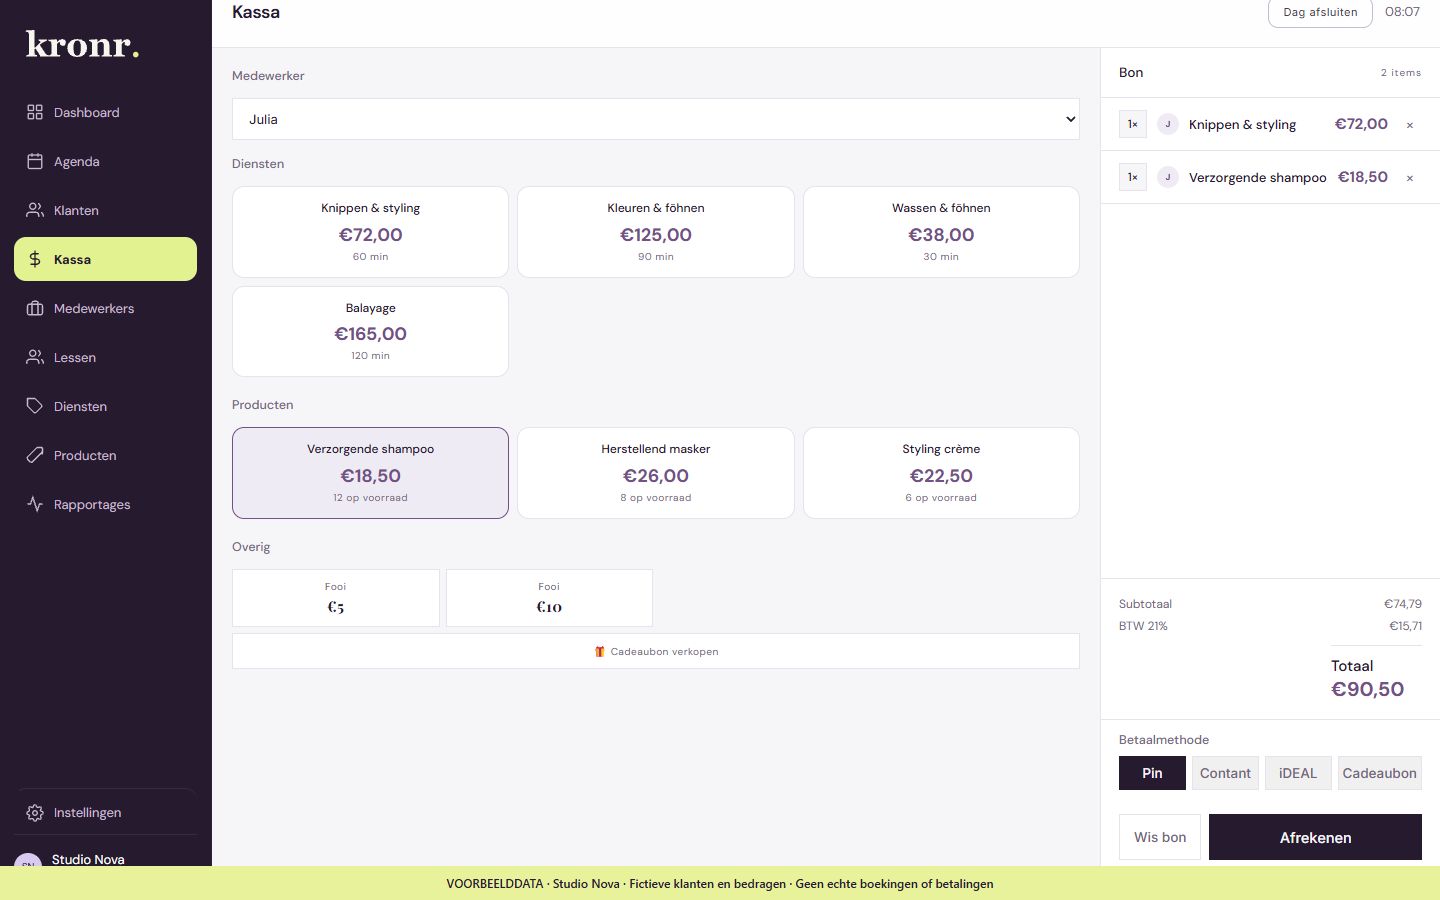 kronr.
Dashboard
Agenda
Klanten
Kassa
Medewerkers
Lessen
Diensten
Producten
Rapportages
Instellingen
SN
Studio Nova
Kassa
Dag afsluiten
08:07
Medewerker
Julia
Diensten
Knippen & styling
€72,00
60 min
Kleuren & föhnen
€125,00
90 min
Wassen & föhnen
€38,00
30 min
Balayage
€165,00
120 min
Producten
Verzorgende shampoo
€18,50
12 op voorraad
Herstellend masker
€26,00
8 op voorraad
Styling crème
€22,50
6 op voorraad
Overig
Fooi
€5
Fooi
€10
Cadeaubon verkopen
Bon
2 items
1× J Knippen & styling €72,00 ×
1× J Verzorgende shampoo €18,50 ×
Subtotaal €74,79
BTW 21% €15,71
Totaal
€90,50
Betaalmethode
Pin
Contant
iDEAL
Cadeaubon
Wis bon
Afrekenen
VOORBEELDDATA · Studio Nova · Fictieve klanten en bedragen · Geen echte boekingen of betalingen